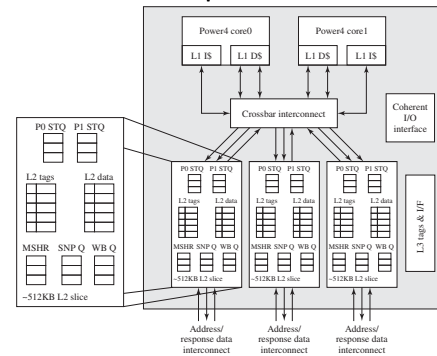 Power4 core0
Power4 core1
L1 I$
L1 D$
L1 D$
L1 I$
Crossbar interconnect
Coherent
I/O
interface
P0 STQ
P1 STQ
L2 tags
L2 data
MSHR
SNP Q
WB Q
~512KB L2 slice
P0 STQ
P1 STQ
L2 tags
L2 data
MSHR
SNP Q
WB Q
~512KB L2 slice
P0 STQ
P1 STQ
L2 tags
L2 data
MSHR
SNP Q
WB Q
~512KB L2 slice
P0 STQ
P1 STQ
L2 tags
L2 data
MSHR
SNP Q
WB Q
~512KB L2 slice
L3 tags & I/F
Address/
response data
interconnect
Address/
response data
interconnect
Address/
response data
interconnect